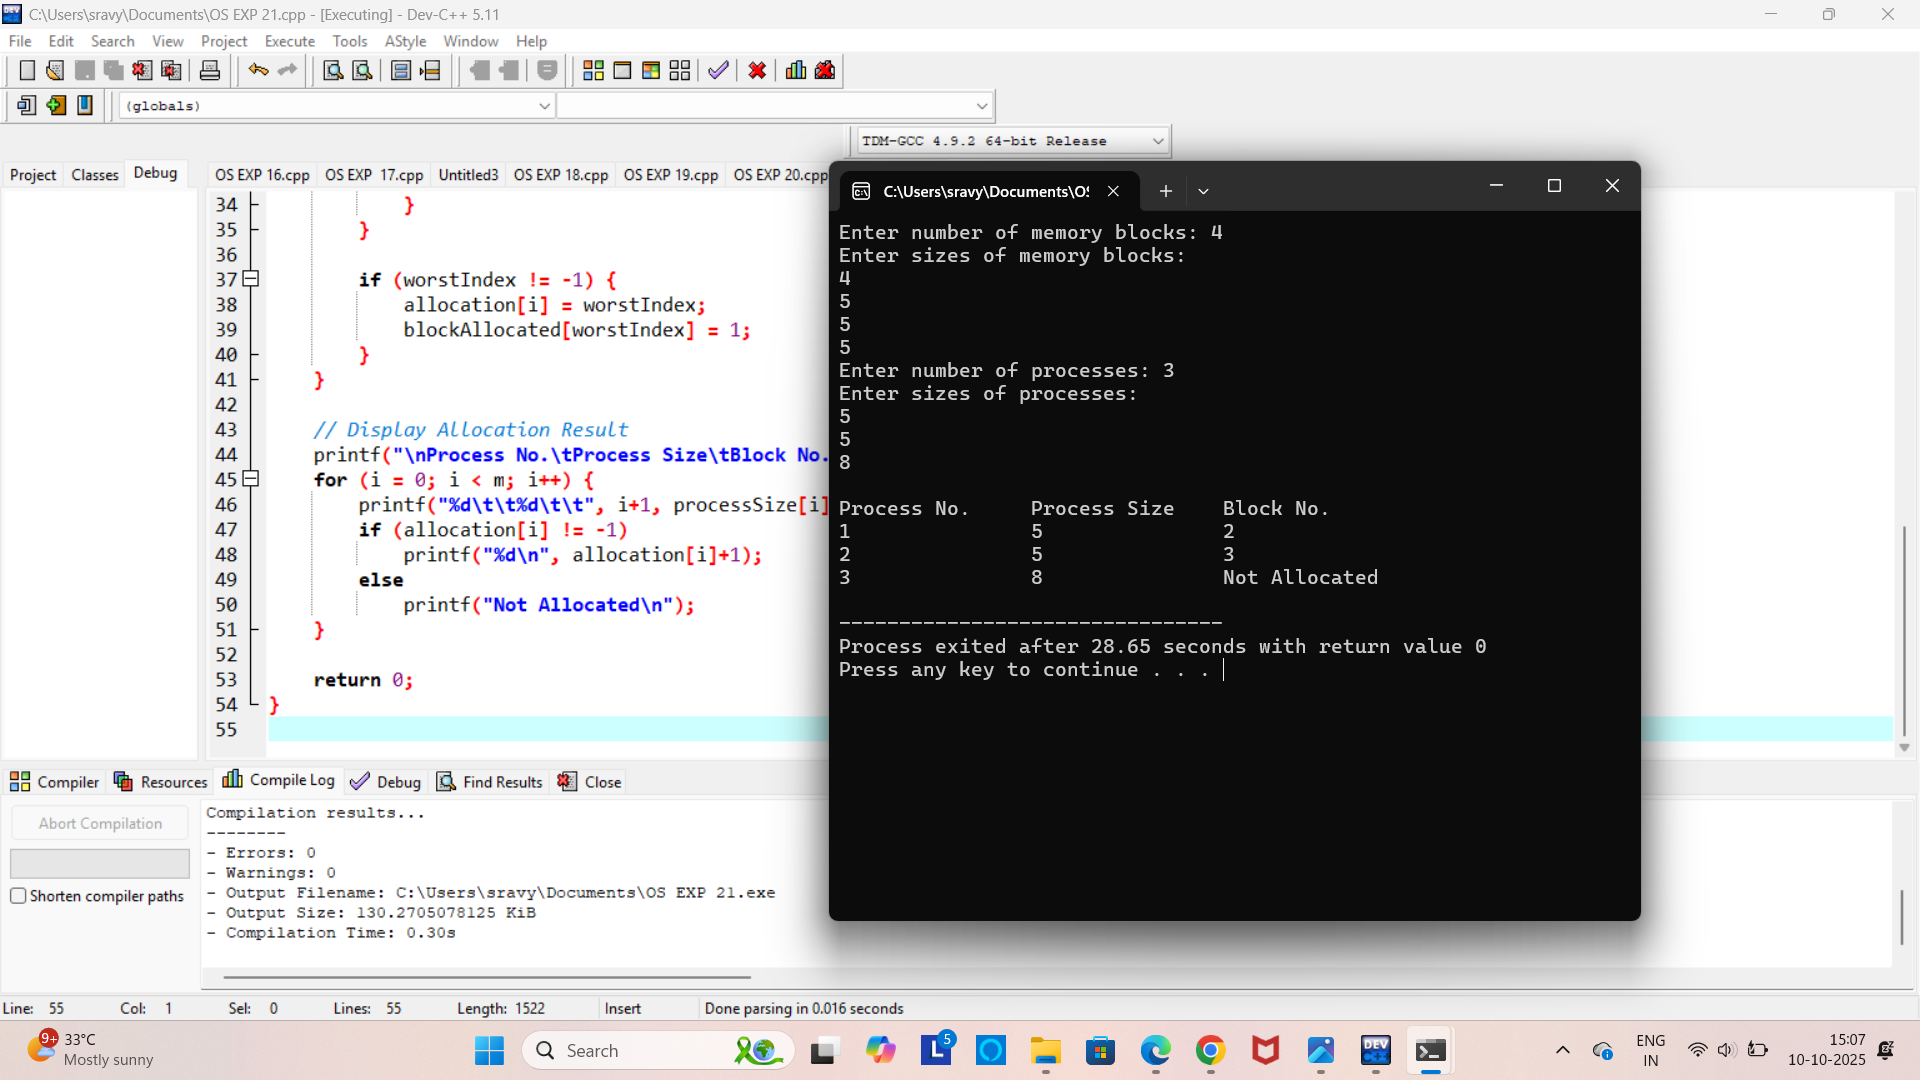 C:\Users\sravy\Documents\OS EXP 21.cpp - [Executing] - Dev-C++ 5.11
File Edit Search View Project Execute Tools AStyle Window Help
(globals)
TDM-GCC 4.9.2 64-bit Release
Project Classes Debug
OS EXP 16.cpp OS EXP 17.cpp Untitled3 OS EXP 18.cpp OS EXP 19.cpp OS EXP 20.cpp
34 }
35 }
36
37 if (worstIndex != -1) {
38 allocation[i] = worstIndex;
39 blockAllocated[worstIndex] = 1;
40 }
41 }
42
43 // Display Allocation Result
44 printf("\nProcess No.\tProcess Size\tBlock No.
45 for (i = 0; i < m; i++) {
46 printf("%d\t\t%d\t\t", i+1, processSize[i]
47 if (allocation[i] != -1)
48 printf("%d\n", allocation[i]+1);
49 else
50 printf("Not Allocated\n");
51 }
52
53 return 0;
54 }
55
C:\Users\sravy\Documents\OS
Enter number of memory blocks: 4
Enter sizes of memory blocks:
4
5
5
5
Enter number of processes: 3
Enter sizes of processes:
5
5
8
Process No. Process Size Block No.
1 5 2
2 5 3
3 8 Not Allocated
--------------------------------
Process exited after 28.65 seconds with return value 0
Press any key to continue . . .
Compiler Resources Compile Log Debug Find Results Close
Abort Compilation
Shorten compiler paths
Compilation results...
--------
- Errors: 0
- Warnings: 0
- Output Filename: C:\Users\sravy\Documents\OS EXP 21.exe
- Output Size: 130.2705078125 KiB
- Compilation Time: 0.30s
Line: 55 Col: 1 Sel: 0 Lines: 55 Length: 1522 Insert Done parsing in 0.016 seconds
9+
33°C
Mostly sunny
Search
L 5
DEV C++
ENG
IN
15:07
10-10-2025